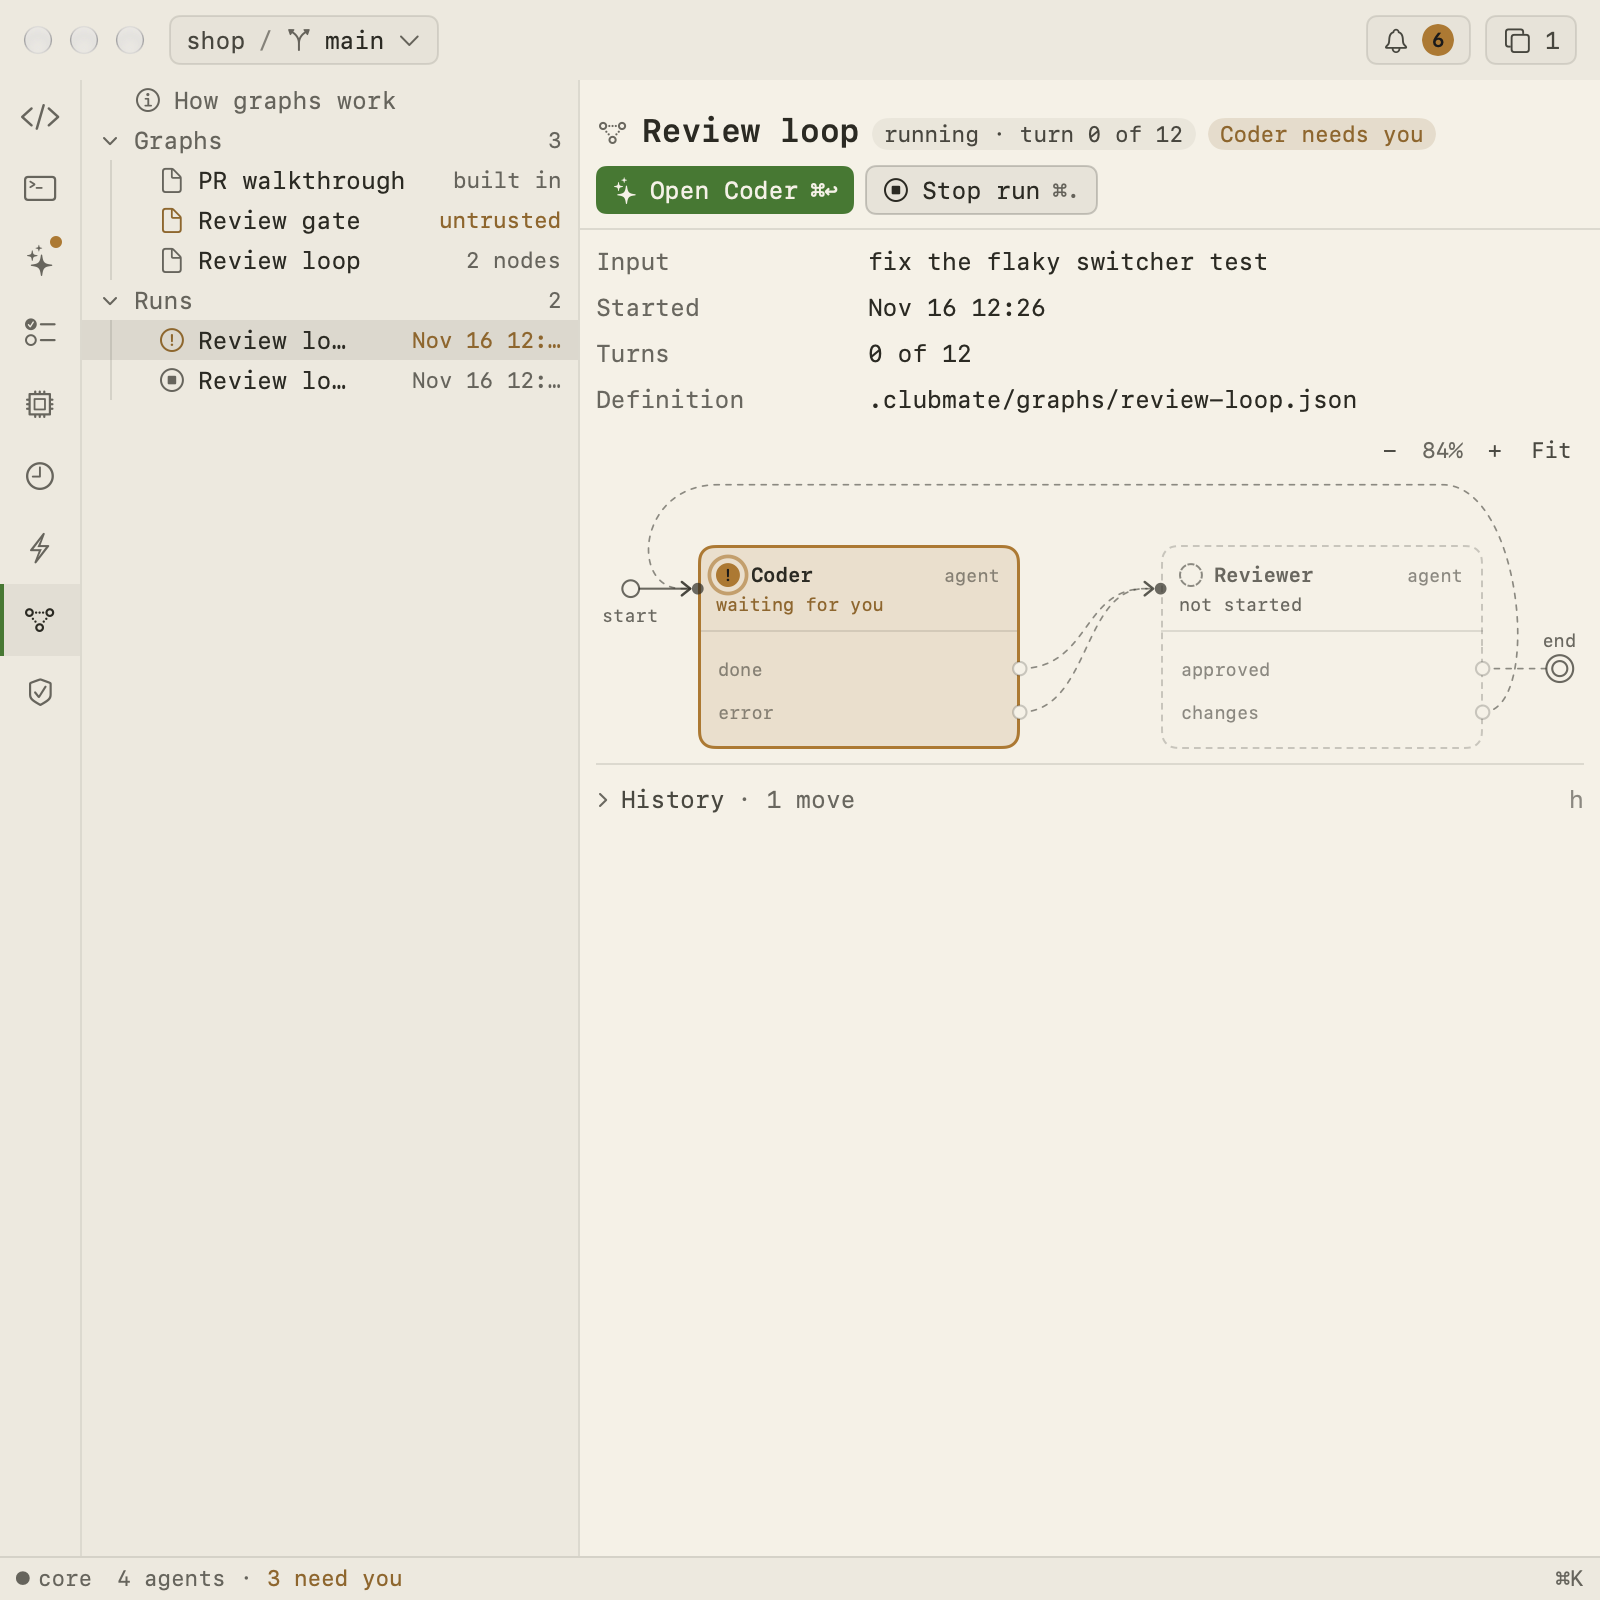 shop / main
6
1
How graphs work
Graphs 3
PR walkthrough built in
Review gate untrusted
Review loop 2 nodes
Runs 2
Review lo… Nov 16 12:…
Review lo… Nov 16 12:…
Review loop running · turn 0 of 12 Coder needs you
Open Coder ⌘↩ Stop run ⌘.
Input fix the flaky switcher test
Started Nov 16 12:26
Turns 0 of 12
Definition .clubmate/graphs/review-loop.json
− 84% + Fit
start
Coder agent
waiting for you
done
error
Reviewer agent
not started
approved
changes
end
History · 1 move h
core 4 agents · 3 need you ⌘K